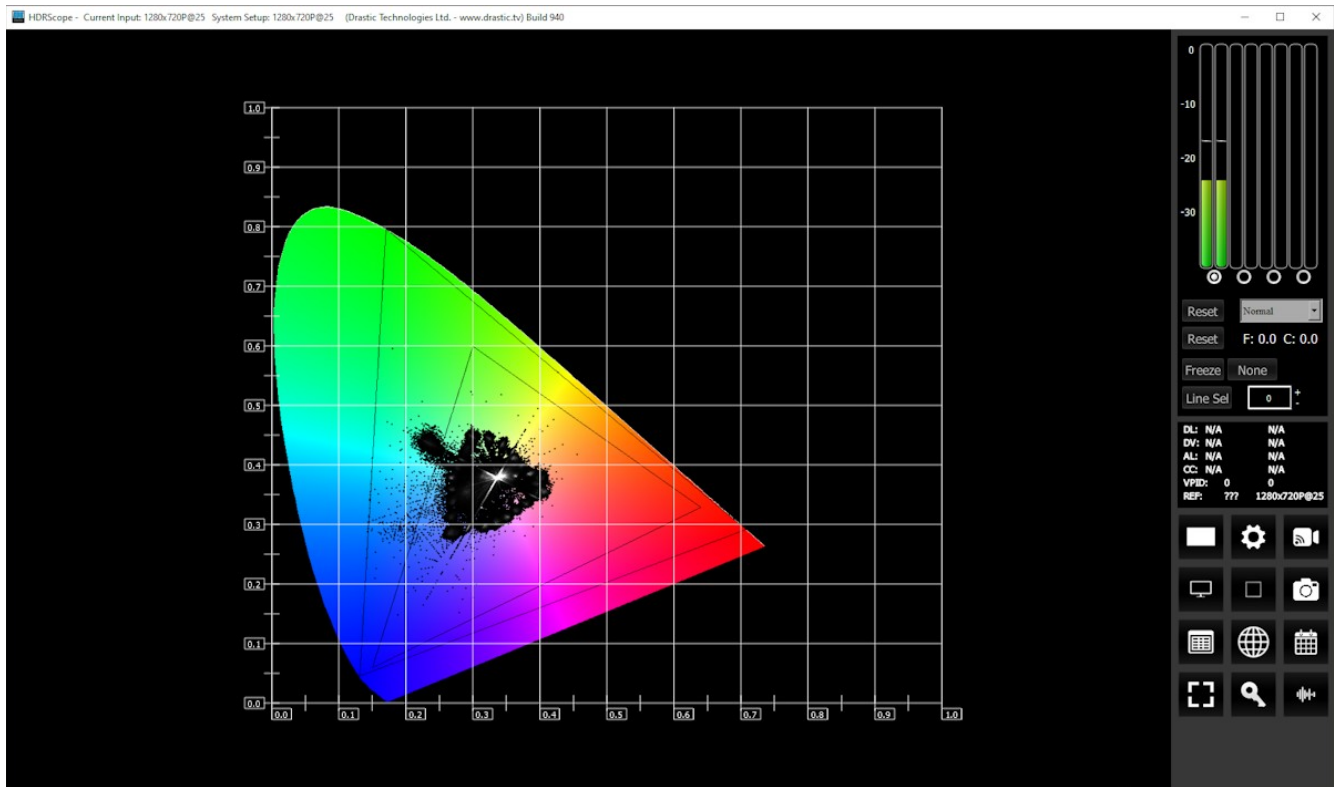 HDRScope - Current Input: 1280x720P@25 System Setup: 1280x720P@25 (Drastic Technologies Ltd. - www.drastic.tv) Build 940
1.0
0.9
0.8
0.7
0.6
0.5
0.4
0.3
0.2
0.1
0.0
0.0 0.1 0.2 0.3 0.4 0.5 0.6 0.7 0.8 0.9 1.0
0
-10
-20
-30
Reset Normal
Reset F: 0.0 C: 0.0
Freeze None
Line Sel 0 + -
DL: N/A N/A
DV: N/A N/A
AL: N/A N/A
CC: N/A N/A
VPID: 0 0
REF: ??? 1280x720P@25